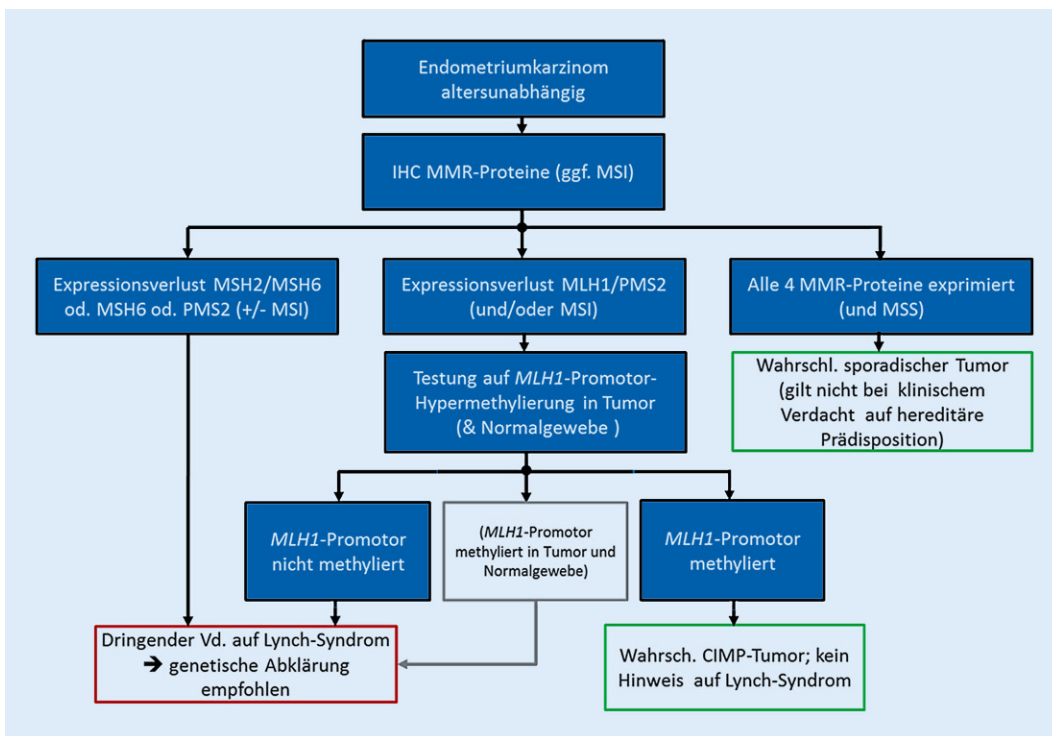 Endometriumkarzinom
altersunabhängig
IHC MMR-Proteine (ggf. MSI)
Expressionsverlust MSH2/MSH6
od. MSH6 od. PMS2 (+/- MSI)
Expressionsverlust MLH1/PMS2
(und/oder MSI)
Alle 4 MMR-Proteine exprimiert
(und MSS)
Testung auf MLH1-Promotor-
Hypermethylierung in Tumor
(& Normalgewebe )
Wahrschl. sporadischer Tumor
(gilt nicht bei klinischem
Verdacht auf hereditäre
Prädisposition)
MLH1-Promotor
nicht methyliert
(MLH1-Promotor
methyliert in Tumor und
Normalgewebe)
MLH1-Promotor
methyliert
Dringender Vd. auf Lynch-Syndrom
➔ genetische Abklärung
empfohlen
Wahrsch. CIMP-Tumor; kein
Hinweis auf Lynch-Syndrom